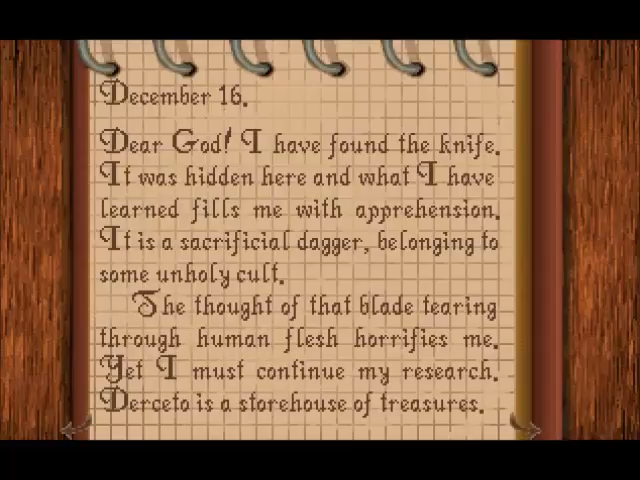 December 16.
Dear God! I have found the knife.
It was hidden here and what I have
learned fills me with apprehension.
It is a sacrificial dagger, belonging to
some unholy cult.
The thought of that blade tearing
through human flesh horrifies me.
Yet I must continue my research.
Derceto is a storehouse of treasures.